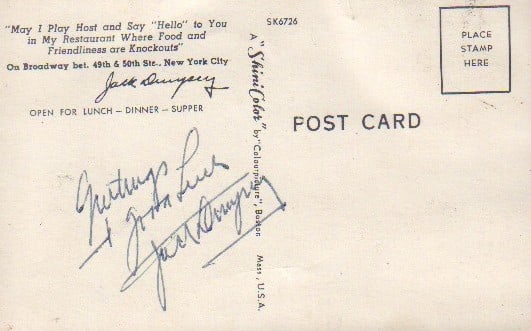 "May I Play Host and Say "Hello" to You
in My Restaurant Where Food and
Friendliness are Knockouts"
On Broadway bet. 49th & 50th Sts., New York City
Jack Dempsey
OPEN FOR LUNCH — DINNER — SUPPER
Greetings
+ Good Luck
Jack Dempsey
SK6726
A "ShiniColor" by "Colourpicture", Boston Mass., U.S.A.
POST CARD
PLACE
STAMP
HERE